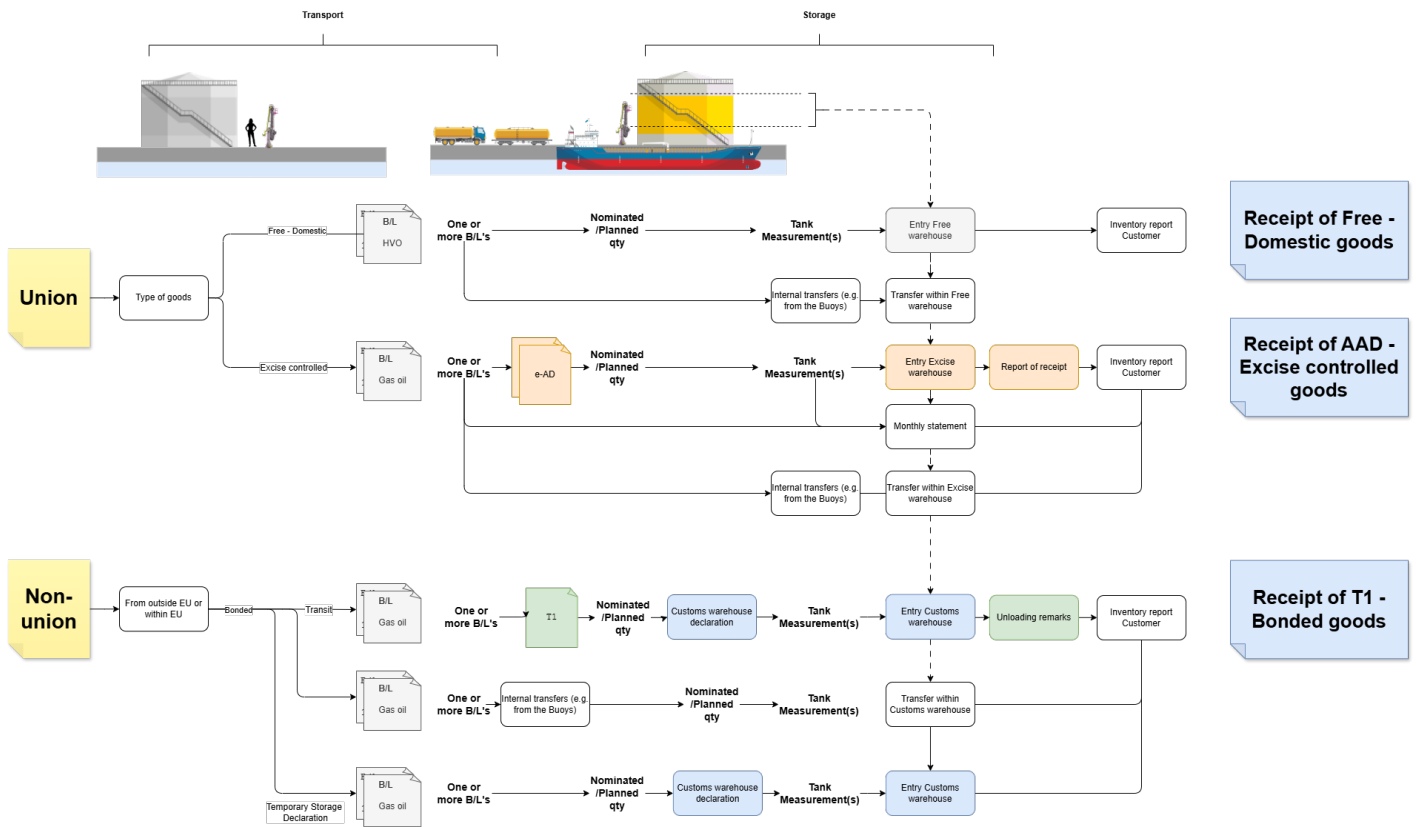 Transport
Storage
Union
Type of goods
Free - Domestic
B/L
HVO
One or
more B/L's
Nominated
/Planned
qty
Tank
Measurement(s)
Entry Free
warehouse
Inventory report
Customer
Receipt of Free -
Domestic goods
Internal transfers (e.g.
from the Buoys)
Transfer within Free
warehouse
Excise controlled
B/L
Gas oil
One or
more B/L's
e-AD
Nominated
/Planned
qty
Tank
Measurement(s)
Entry Excise
warehouse
Report of receipt
Inventory report
Customer
Receipt of AAD -
Excise controlled
goods
Monthly statement
Internal transfers (e.g.
from the Buoys)
Transfer within Excise
warehouse
Non-
union
From outside EU or
within EU
Bonded
Transit
B/L
Gas oil
One or
more B/L's
T1
Nominated
/Planned
qty
Customs warehouse
declaration
Tank
Measurement(s)
Entry Customs
warehouse
Unloading remarks
Inventory report
Customer
Receipt of T1 -
Bonded goods
B/L
Gas oil
One or
more B/L's
Internal transfers (e.g.
from the Buoys)
Nominated
/Planned
qty
Tank
Measurement(s)
Transfer within
Customs warehouse
Temporary Storage
Declaration
B/L
Gas oil
One or
more B/L's
Nominated
/Planned
qty
Customs warehouse
declaration
Tank
Measurement(s)
Entry Customs
warehouse